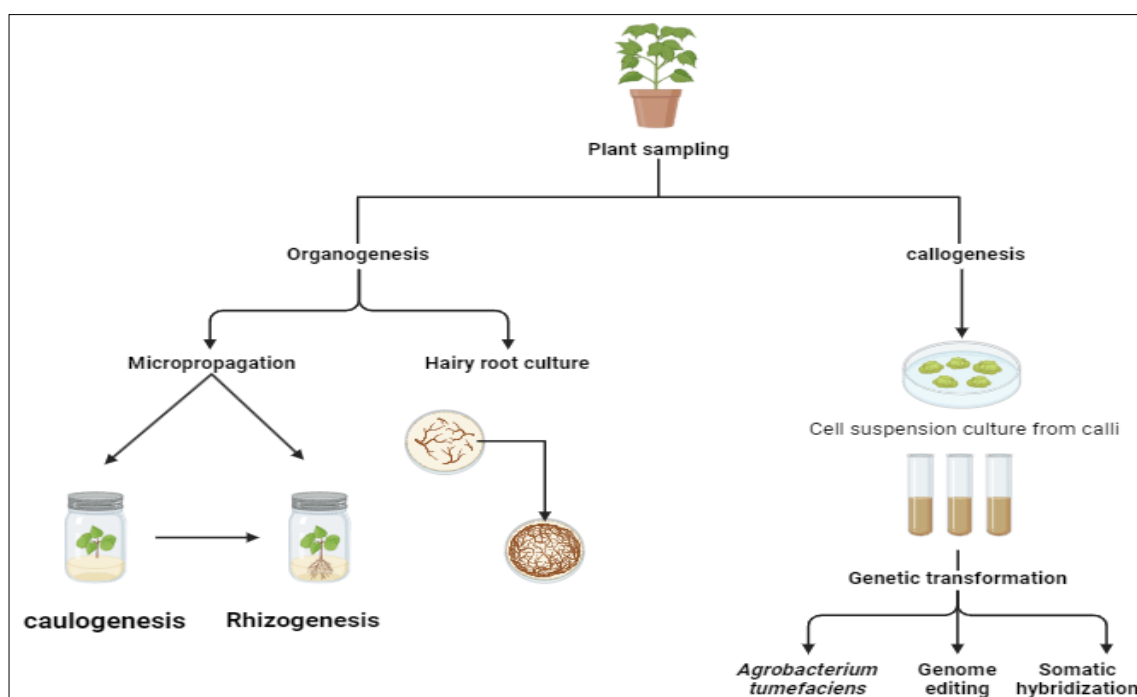 Plant sampling
Organogenesis
callogenesis
Micropropagation
Hairy root culture
Cell suspension culture from calli
caulogenesis
Rhizogenesis
Genetic transformation
Agrobacterium
tumefaciens
Genome
editing
Somatic
hybridization